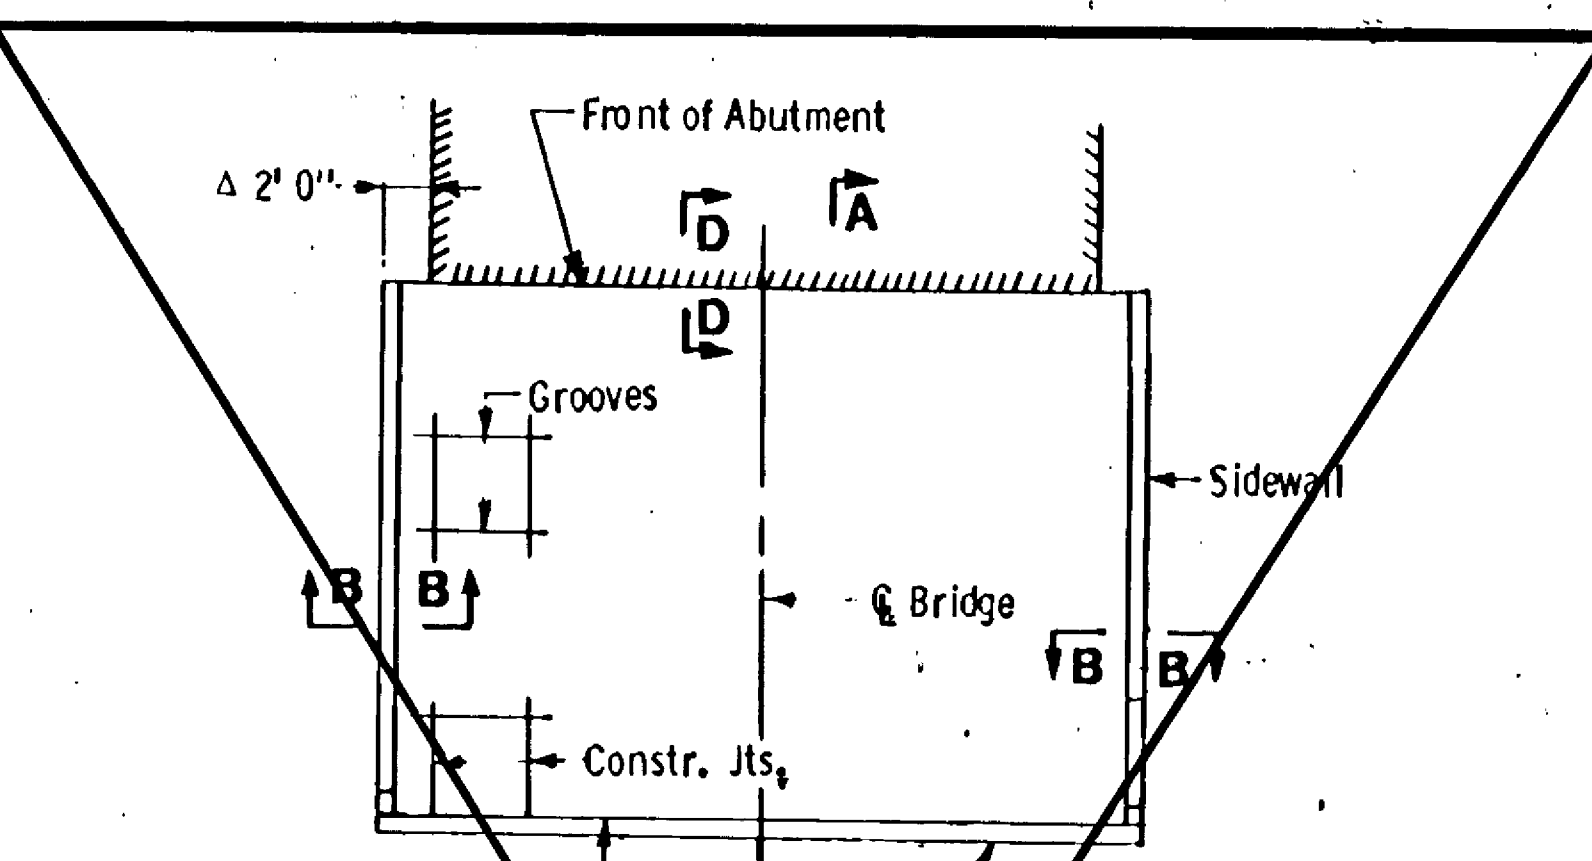 Front of Abutment
Δ 2' 0"
D
A
D
Grooves
Sidewall
B B
℄ Bridge
B B
Constr. Jts.